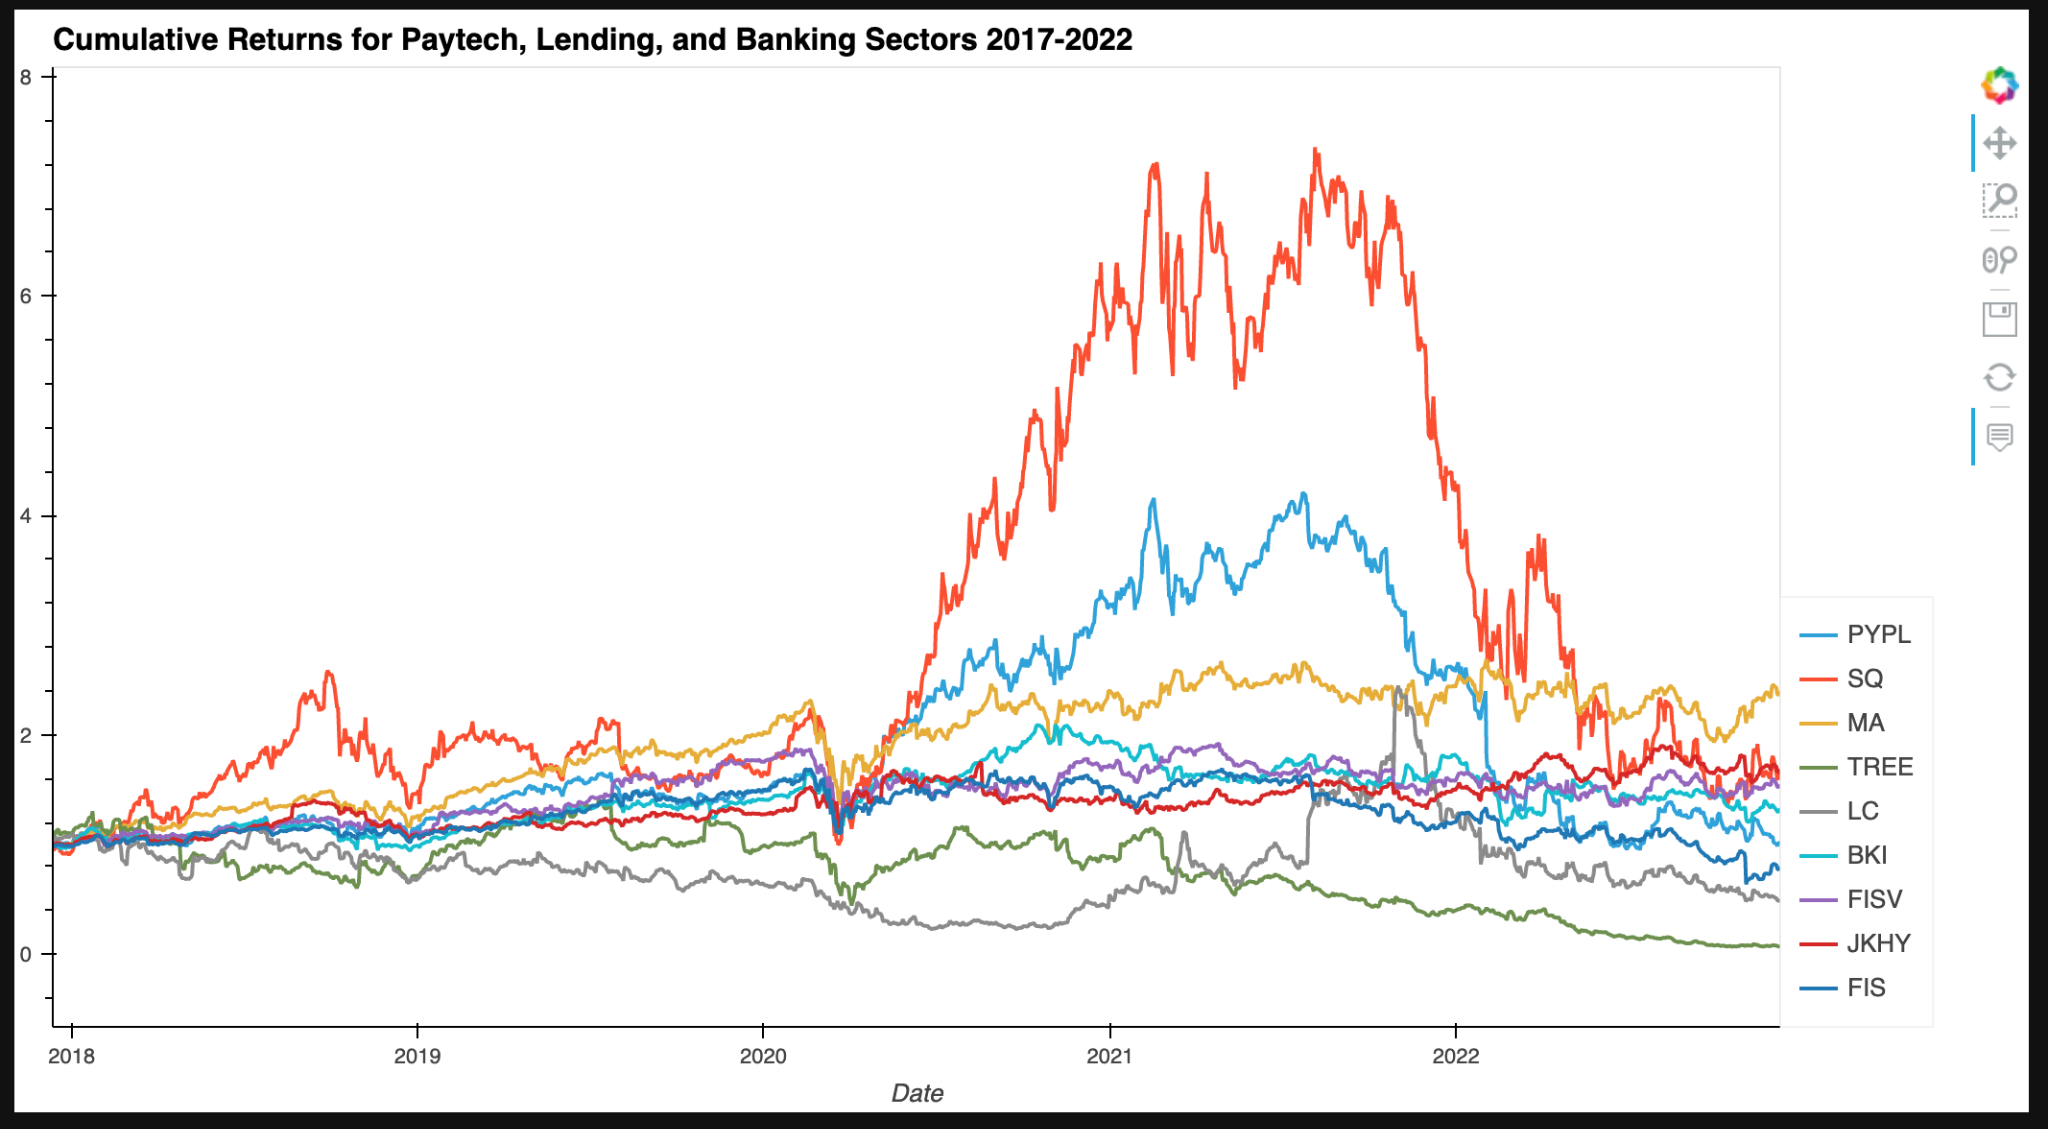 Cumulative Returns for Paytech, Lending, and Banking Sectors 2017-2022
8
6
4
2
0
2018 2019 2020 2021 2022
Date
PYPL
SQ
MA
TREE
LC
BKI
FISV
JKHY
FIS